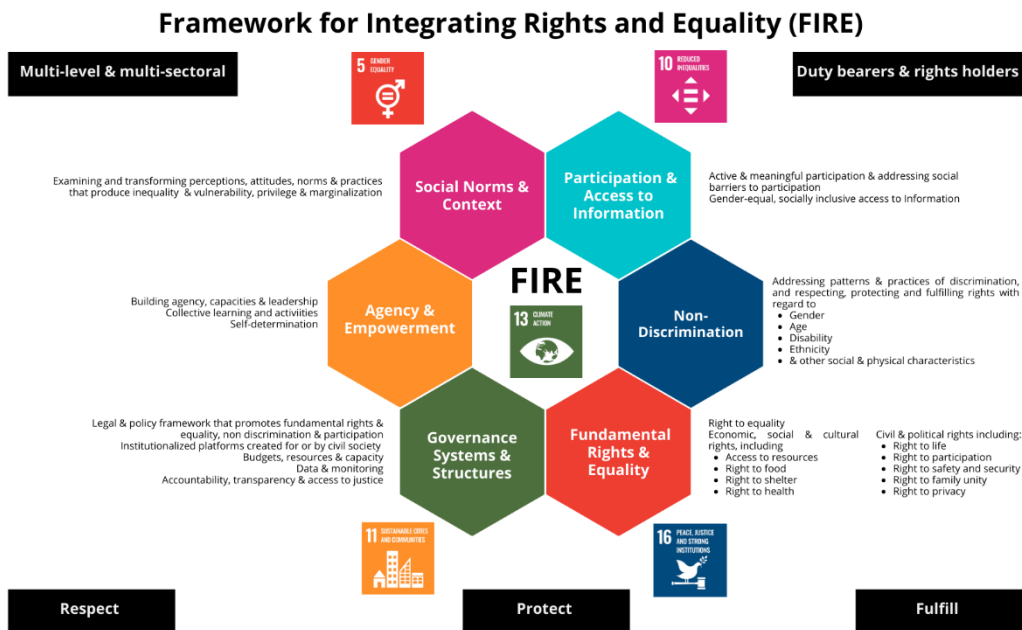 Framework for Integrating Rights and Equality (FIRE)
Multi-level & multi-sectoral
5 GENDER
EQUALITY
10 REDUCED
INEQUALITIES
Duty bearers & rights holders
Examining and transforming perceptions, attitudes, norms & practices
that produce inequality & vulnerability, privilege & marginalization
Social Norms &
Context
Participation &
Access to
Information
Active & meaningful participation & addressing social
barriers to participation
Gender-equal, socially inclusive access to Information
Building agency, capacities & leadership
Collective learning and activiities
Self-determination
Agency &
Empowerment
FIRE
13 CLIMATE
ACTION
Non-
Discrimination
Addressing patterns & practices of discrimination,
and respecting, protecting and fulfilling rights with
regard to
• Gender
• Age
• Disability
• Ethnicity
• & other social & physical characteristics
Legal & policy framework that promotes fundamental rights &
equality, non discrimination & participation
Institutionalized platforms created for or by civil society
Budgets, resources & capacity
Data & monitoring
Accountability, transparency & access to justice
Governance
Systems &
Structures
Fundamental
Rights &
Equality
Right to equality
Economic, social & cultural
rights, including
• Access to resources
• Right to food
• Right to shelter
• Right to health
Civil & political rights including:
• Right to life
• Right to participation
• Right to safety and security
• Right to family unity
• Right to privacy
11 SUSTAINABLE CITIES
AND COMMUNITIES
16 PEACE, JUSTICE
AND STRONG
INSTITUTIONS
Respect
Protect
Fulfill